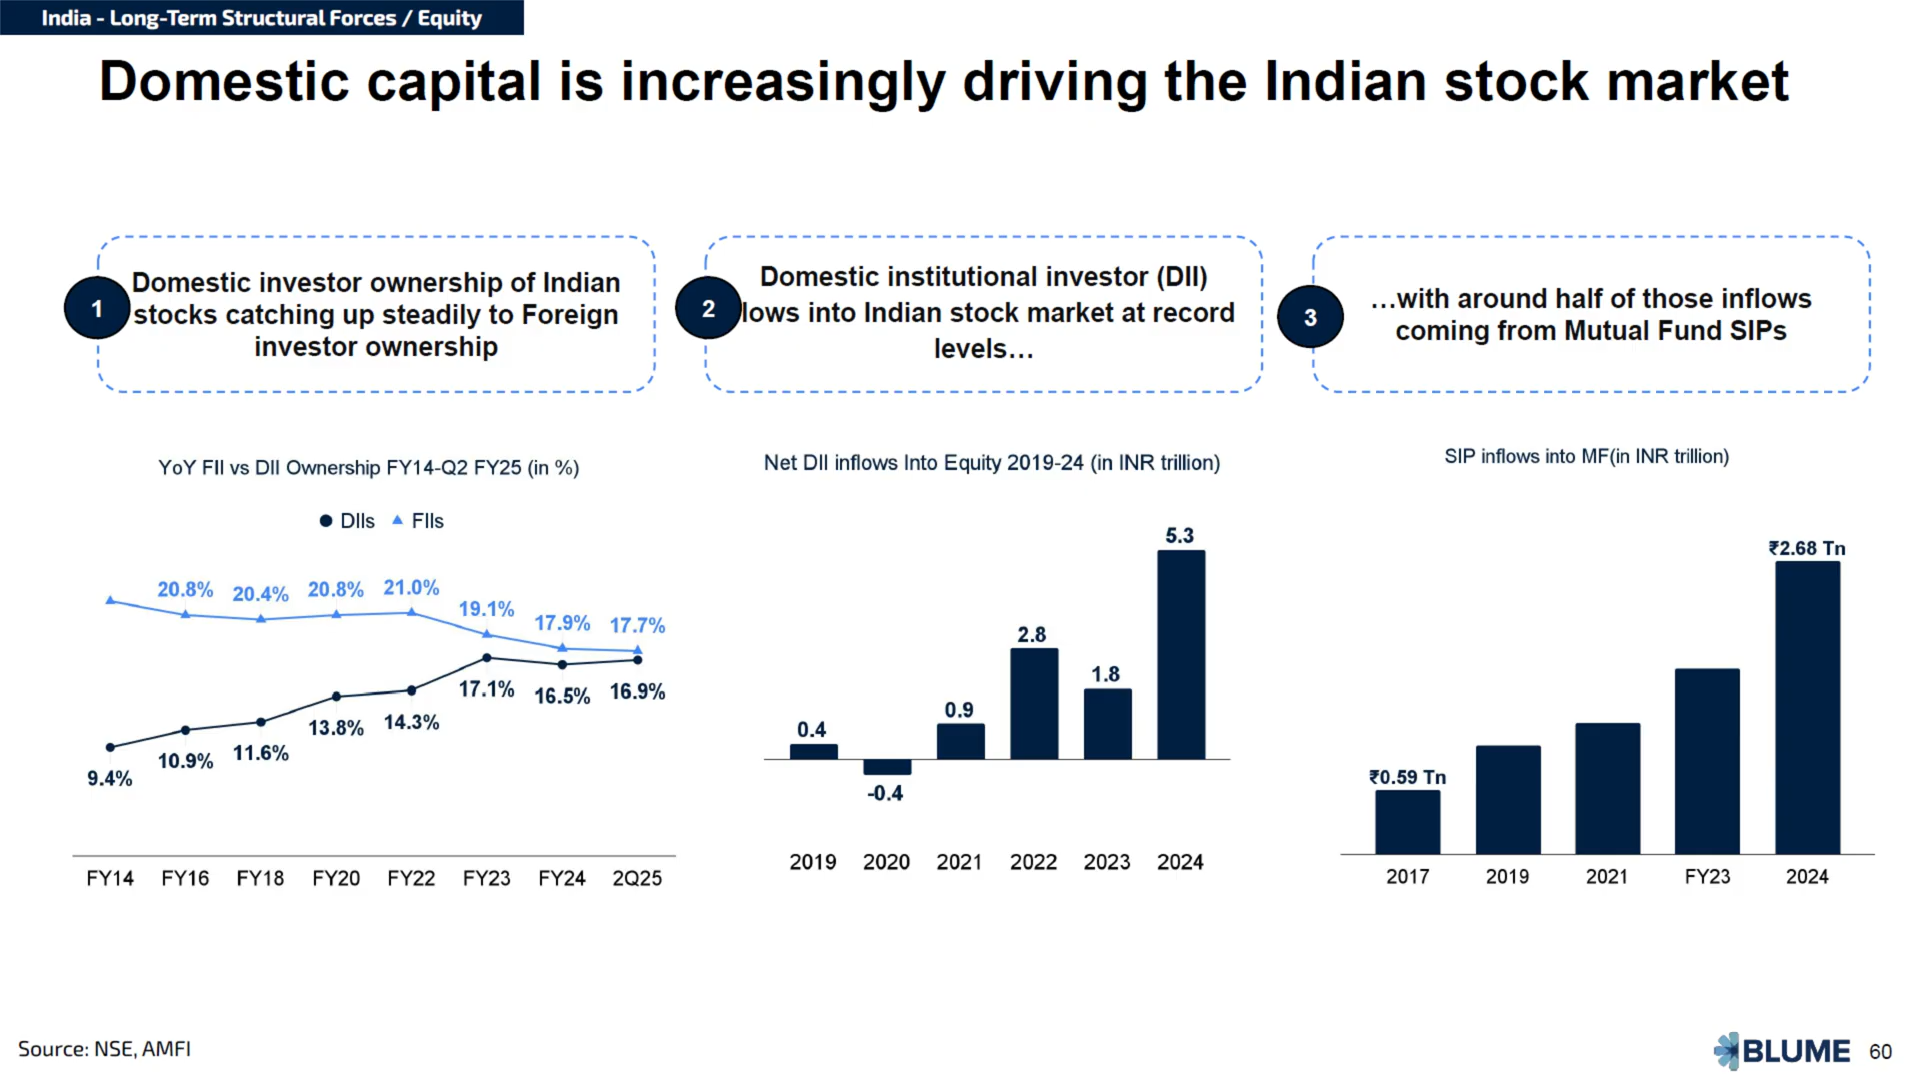 India - Long-Term Structural Forces / Equity
Domestic capital is increasingly driving the Indian stock market
1
Domestic investor ownership of Indian
stocks catching up steadily to Foreign
investor ownership
2
Domestic institutional investor (DII)
lows into Indian stock market at record
levels…
3
…with around half of those inflows
coming from Mutual Fund SIPs
YoY FII vs DII Ownership FY14-Q2 FY25 (in %)
DIIs FIIs
20.8% 20.4% 20.8% 21.0% 19.1% 17.9% 17.7%
9.4% 10.9% 11.6% 13.8% 14.3% 17.1% 16.5% 16.9%
FY14 FY16 FY18 FY20 FY22 FY23 FY24 2Q25
Net DII inflows Into Equity 2019-24 (in INR trillion)
0.4 -0.4 0.9 2.8 1.8 5.3
2019 2020 2021 2022 2023 2024
SIP inflows into MF(in INR trillion)
₹0.59 Tn ₹2.68 Tn
2017 2019 2021 FY23 2024
Source: NSE, AMFI
BLUME 60